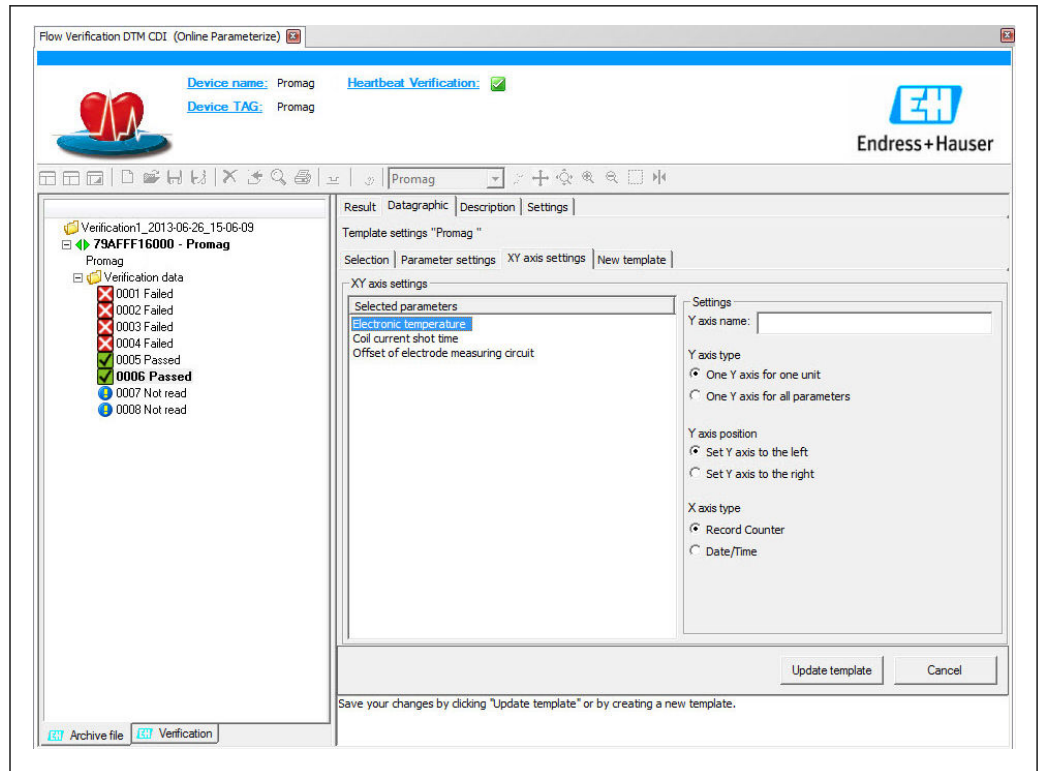 Flow Verification DTM CDI (Online Parameterize)
Device name: Promag Heartbeat Verification:
Device TAG: Promag
EH
Endress+Hauser
Promag
Verification1_2013-06-26_15-06-09
79AFFF16000 - Promag
Promag
Verification data
0001 Failed
0002 Failed
0003 Failed
0004 Failed
0005 Passed
0006 Passed
0007 Not read
0008 Not read
Result Datagraphic Description Settings
Template settings "Promag "
Selection Parameter settings XY axis settings New template
XY axis settings
Selected parameters
Electronic temperature
Coil current shot time
Offset of electrode measuring circuit
Settings
Y axis name:
Y axis type
One Y axis for one unit
One Y axis for all parameters
Y axis position
Set Y axis to the left
Set Y axis to the right
X axis type
Record Counter
Date/Time
Update template Cancel
Save your changes by clicking "Update template" or by creating a new template.
EH Archive file EH Verification